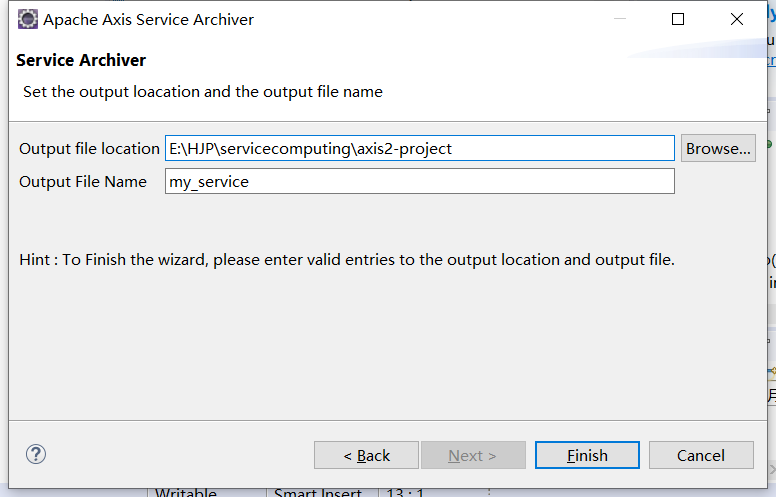 Apache Axis Service Archiver
Service Archiver
Set the output loacation and the output file name
Output file location E:\HJP\servicecomputing\axis2-project Browse...
Output File Name my_service
Hint : To Finish the wizard, please enter valid entries to the output location and output file.
< Back Next > Finish Cancel
Writable Smart Insert 13 : 1